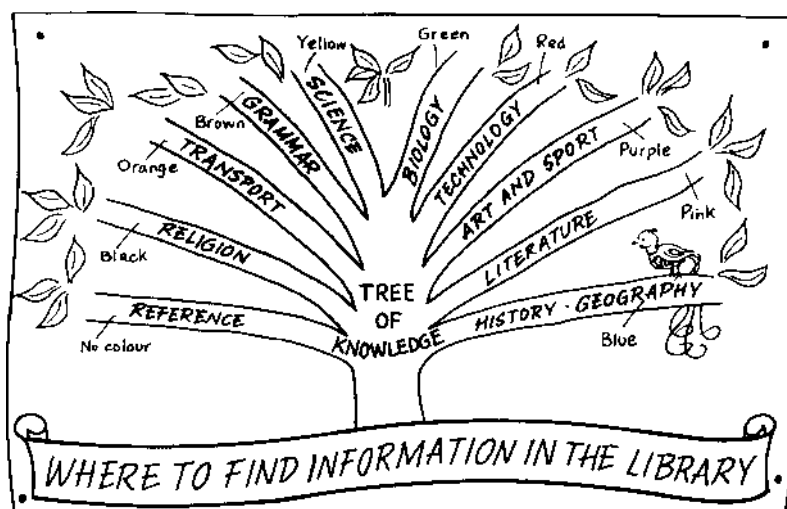 Green
Yellow
Red
SCIENCE
BIOLOGY
Brown
GRAMMAR
TECHNOLOGY
Orange
TRANSPORT
ART AND SPORT
Purple
Black
RELIGION
LITERATURE
Pink
No colour
REFERENCE
HISTORY · GEOGRAPHY
Blue
TREE
OF
KNOWLEDGE
WHERE TO FIND INFORMATION IN THE LIBRARY